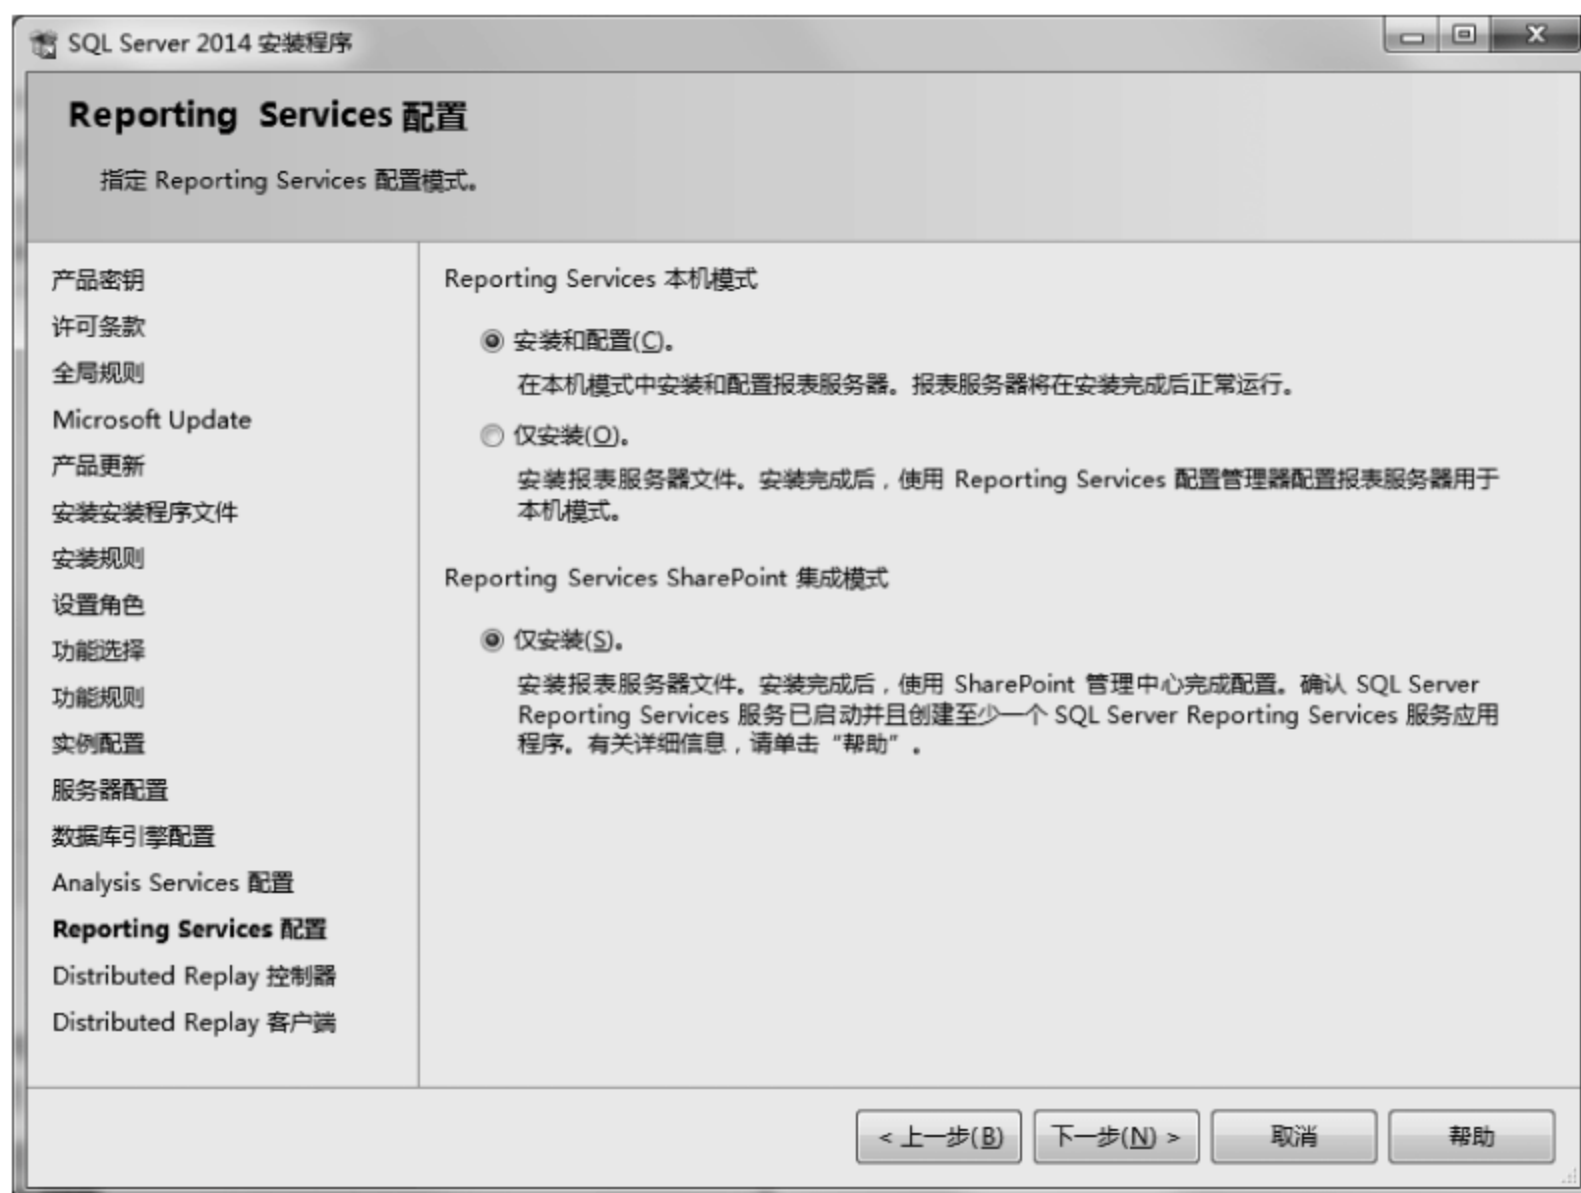 SQL Server 2014 安装程序
Reporting Services 配置
指定 Reporting Services 配置模式。
产品密钥
许可条款
全局规则
Microsoft Update
产品更新
安装安装程序文件
安装规则
设置角色
功能选择
功能规则
实例配置
服务器配置
数据库引擎配置
Analysis Services 配置
Reporting Services 配置
Distributed Replay 控制器
Distributed Replay 客户端
Reporting Services 本机模式
安装和配置(C)。
在本机模式中安装和配置报表服务器。报表服务器将在安装完成后正常运行。
仅安装(O)。
安装报表服务器文件。安装完成后，使用 Reporting Services 配置管理器配置报表服务器用于
本机模式。
Reporting Services SharePoint 集成模式
仅安装(S)。
安装报表服务器文件。安装完成后，使用 SharePoint 管理中心完成配置。确认 SQL Server
Reporting Services 服务已启动并且创建至少一个 SQL Server Reporting Services 服务应用
程序。有关详细信息，请单击“帮助”。
< 上一步(B)
下一步(N) >
取消
帮助